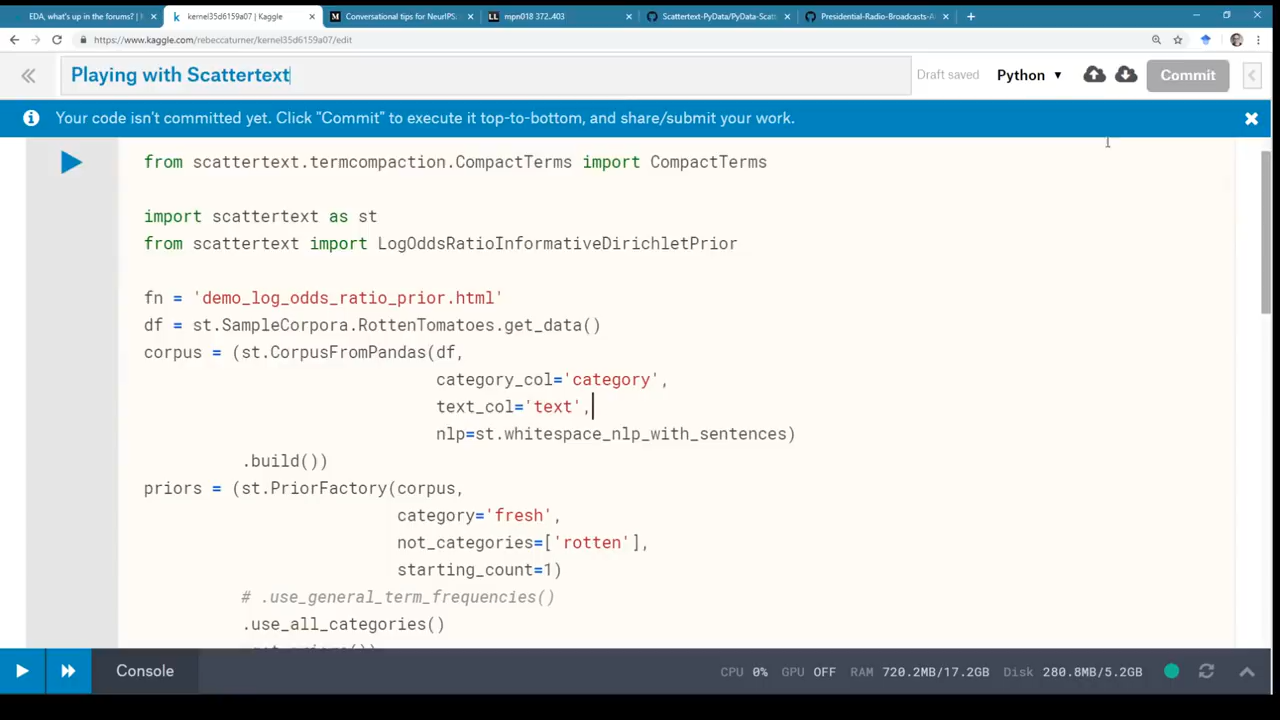 EDA, what's up in the forums? |
kernel35d6159a07 | Kaggle
Conversational tips for NeurIPS
mpn018 372..403
Scattertext-PyData/PyData-Scatt
Presidential-Radio-Broadcasts-A
https://www.kaggle.com/rebeccaturner/kernel35d6159a07/edit
Playing with Scattertext
Draft saved
Python
Commit
Your code isn't committed yet. Click "Commit" to execute it top-to-bottom, and share/submit your work.
from scattertext.termcompaction.CompactTerms import CompactTerms
import scattertext as st
from scattertext import LogOddsRatioInformativeDirichletPrior
fn = 'demo_log_odds_ratio_prior.html'
df = st.SampleCorpora.RottenTomatoes.get_data()
corpus = (st.CorpusFromPandas(df,
category_col='category',
text_col='text',
nlp=st.whitespace_nlp_with_sentences)
.build())
priors = (st.PriorFactory(corpus,
category='fresh',
not_categories=['rotten'],
starting_count=1)
# .use_general_term_frequencies()
.use_all_categories()
Console
CPU 0% GPU OFF RAM 720.2MB/17.2GB Disk 280.8MB/5.2GB